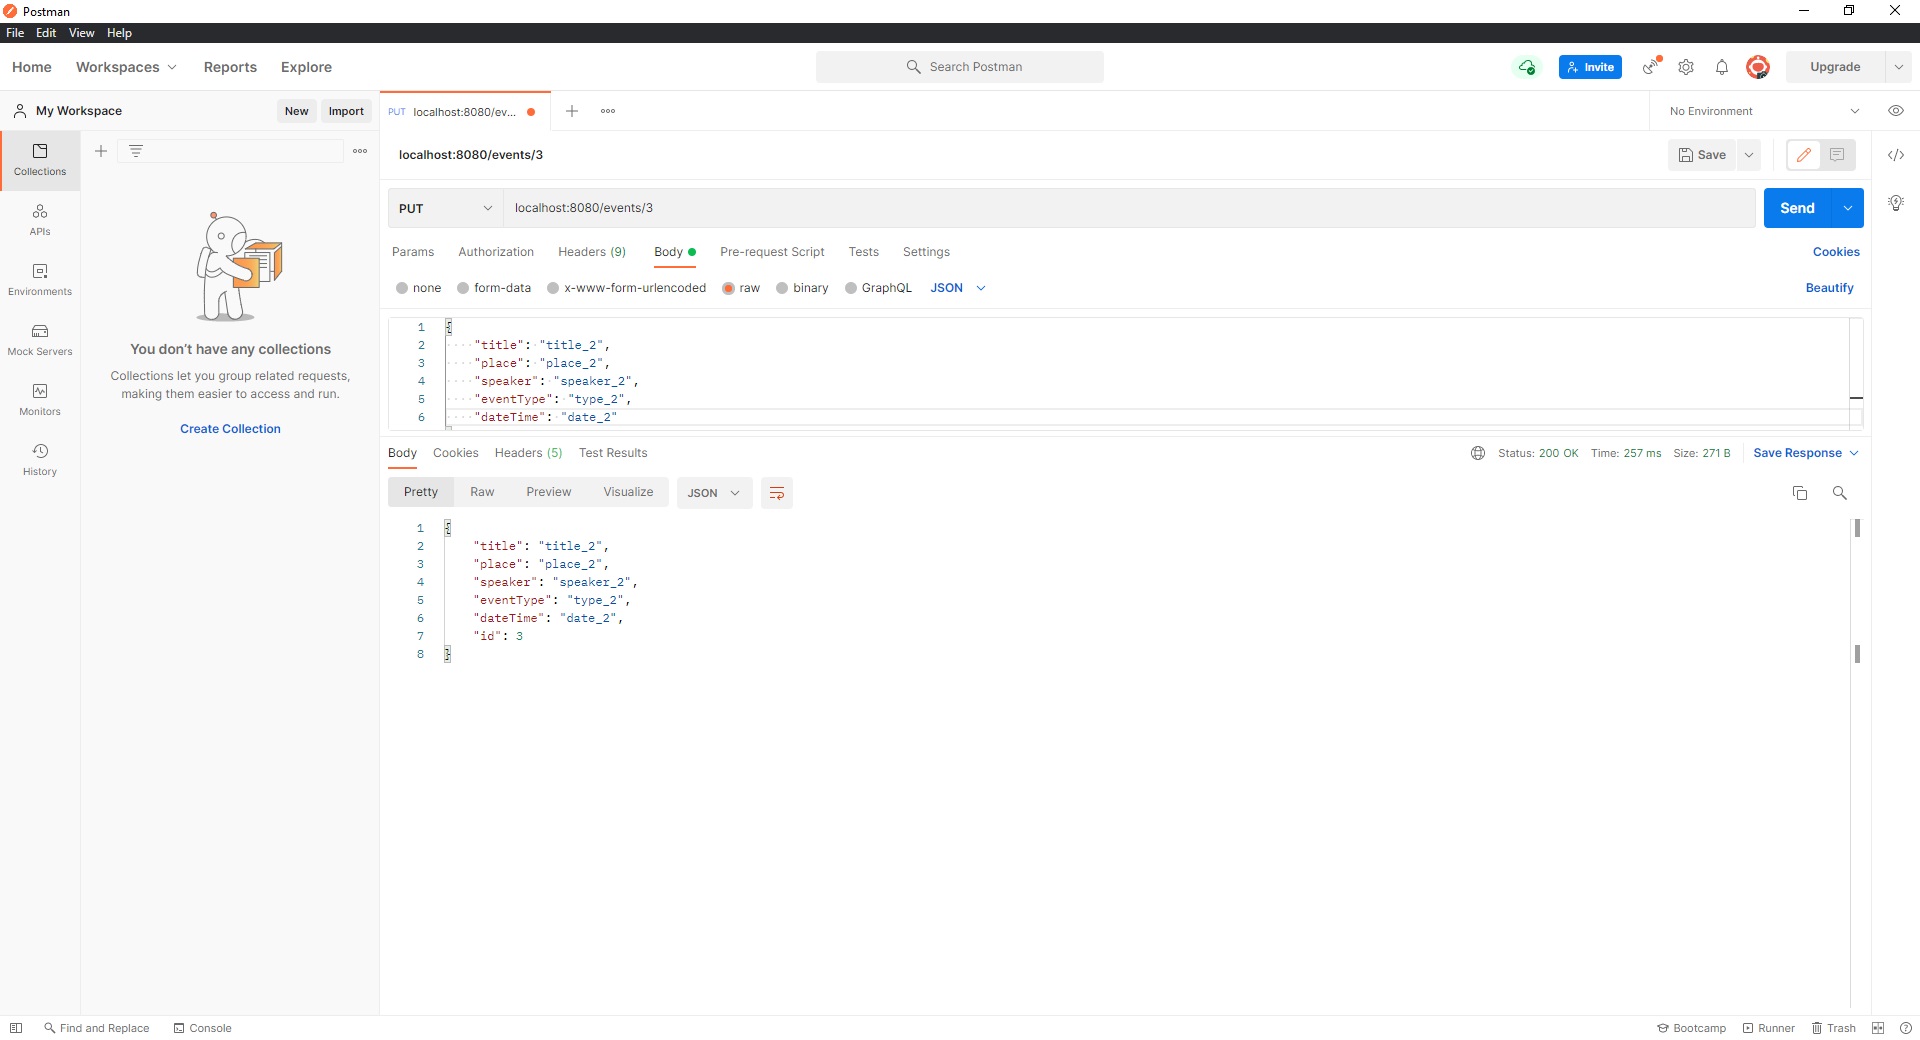 Postman
File Edit View Help
Home Workspaces Reports Explore Search Postman Invite Upgrade
My Workspace New Import PUT localhost:8080/ev... No Environment
localhost:8080/events/3 Save
Collections
PUT localhost:8080/events/3 Send
APIs
Params Authorization Headers (9) Body Pre-request Script Tests Settings Cookies
none form-data x-www-form-urlencoded raw binary GraphQL JSON Beautify
Environments
Mock Servers
Monitors
History
You don't have any collections
Collections let you group related requests,
making them easier to access and run.
Create Collection
1 {
2 "title": "title_2",
3 "place": "place_2",
4 "speaker": "speaker_2",
5 "eventType": "type_2",
6 "dateTime": "date_2"
Body Cookies Headers (5) Test Results Status: 200 OK Time: 257 ms Size: 271 B Save Response
Pretty Raw Preview Visualize JSON
1 {
2 "title": "title_2",
3 "place": "place_2",
4 "speaker": "speaker_2",
5 "eventType": "type_2",
6 "dateTime": "date_2",
7 "id": 3
8 }
Find and Replace Console Bootcamp Runner Trash